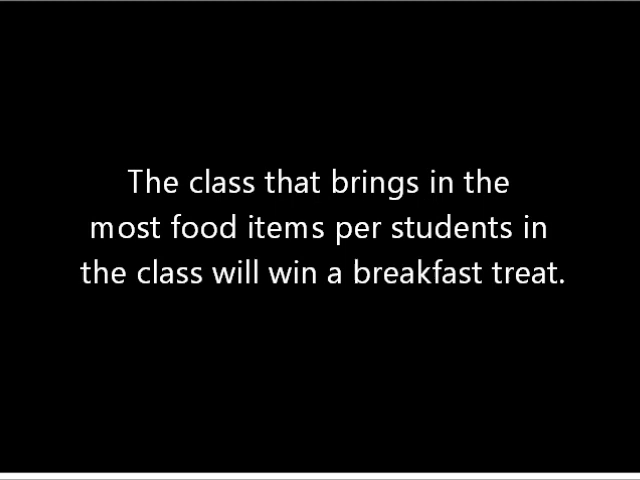 The class that brings in the
most food items per students in
the class will win a breakfast treat.